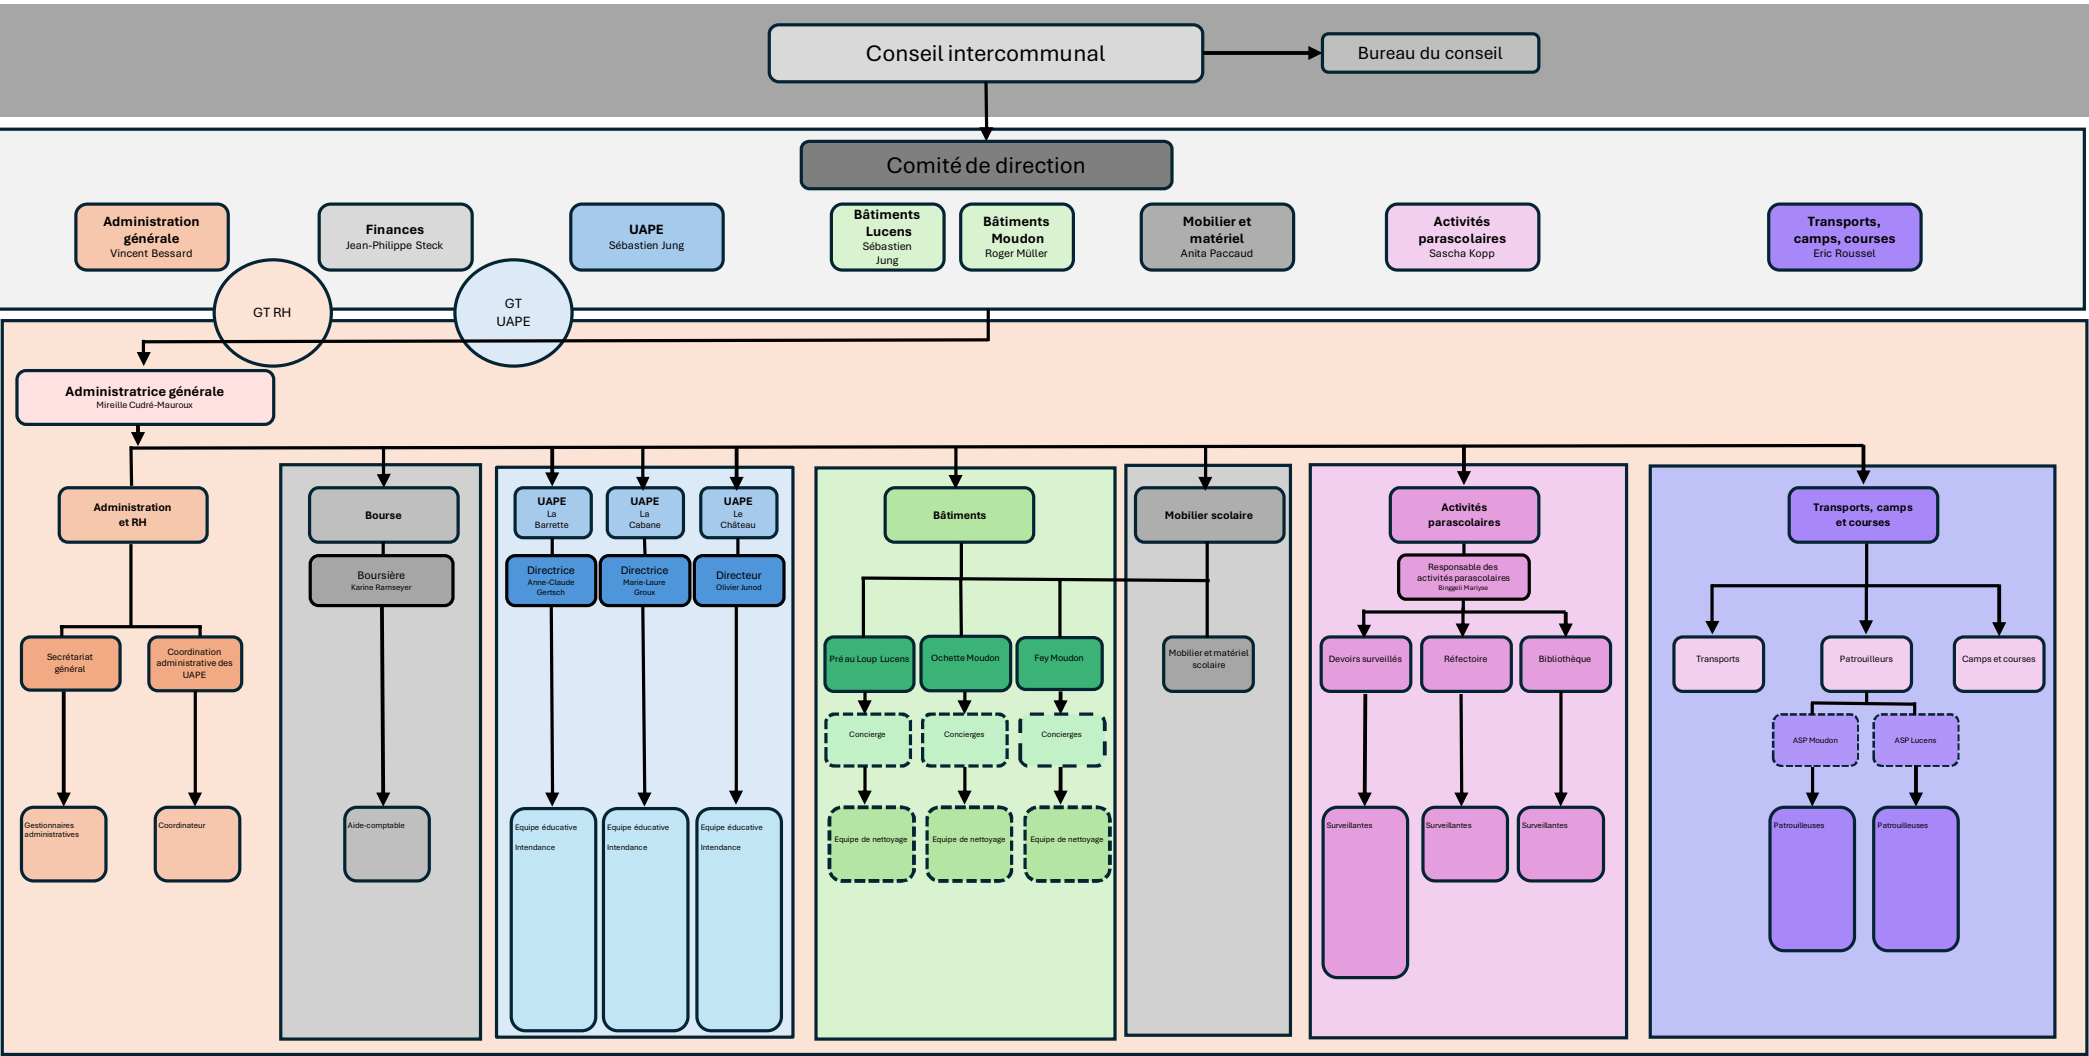 Conseil intercommunal
Bureau du conseil
Comité de direction
Administration
générale
Vincent Bessard
Finances
Jean-Philippe Steck
UAPE
Sébastien Jung
Bâtiments
Lucens
Sébastien
Jung
Bâtiments
Moudon
Roger Müller
Mobilier et
matériel
Anita Paccaud
Activités
parascolaires
Sascha Kopp
Transports,
camps, courses
Eric Roussel
GT RH
GT
UAPE
Administratrice générale
Mireille Cudré-Mauroux
Administration
et RH
Bourse
UAPE
La
Barrette
UAPE
La
Cabane
UAPE
Le
Château
Bâtiments
Mobilier scolaire
Activités
parascolaires
Transports, camps
et courses
Boursière
Karine Ramseyer
Directrice
Anne-Claude
Gertsch
Directrice
Marie-Laure
Groux
Directeur
Olivier Junod
Responsable des
activités parascolaires
Binggeli Marlyse
Secrétariat
général
Coordination
administrative des
UAPE
Pré au Loup Lucens
Ochette Moudon
Fey Moudon
Mobilier et matériel
scolaire
Devoirs surveillés
Réfectoire
Bibliothèque
Transports
Patrouilleurs
Camps et courses
Concierge
Concierges
Concierges
ASP Moudon
ASP Lucens
Gestionnaires
administratives
Coordinateur
Aide-comptable
Equipe éducative
Intendance
Equipe éducative
Intendance
Equipe éducative
Intendance
Equipe de nettoyage
Equipe de nettoyage
Equipe de nettoyage
Surveillantes
Surveillantes
Surveillantes
Patrouilleuses
Patrouilleuses